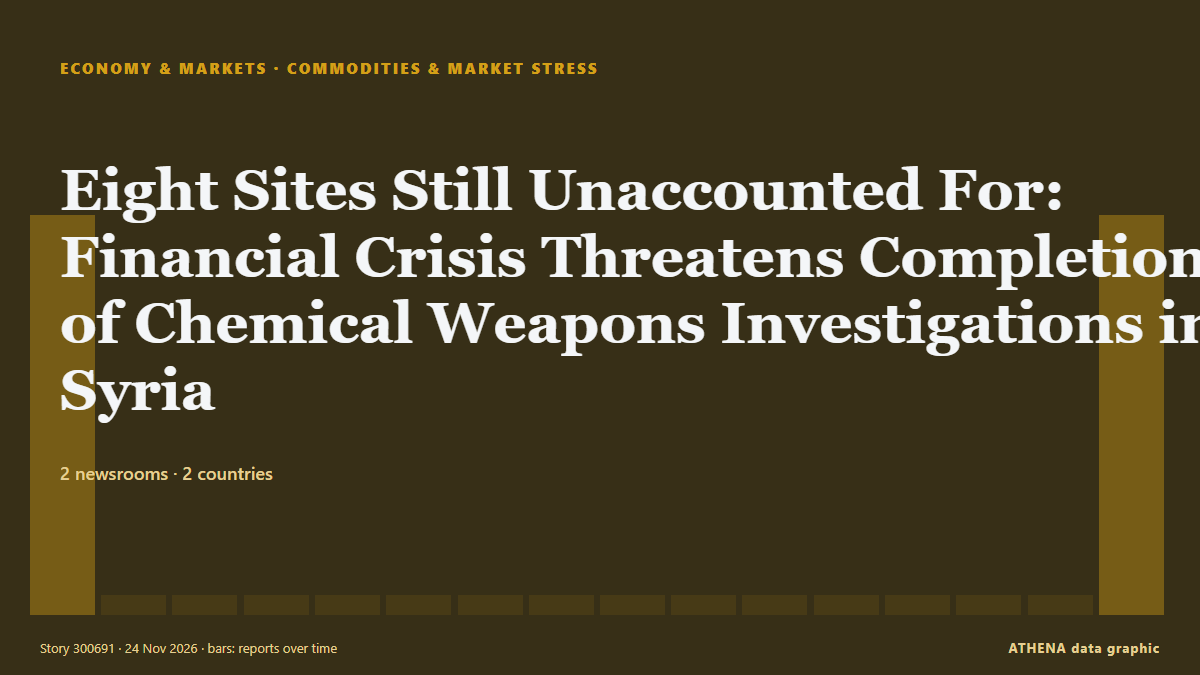 ECONOMY & MARKETS · COMMODITIES & MARKET STRESS
Eight Sites Still Unaccounted For:
Financial Crisis Threatens Completion
of Chemical Weapons Investigations in
Syria
2 newsrooms · 2 countries
Story 300691 · 24 Nov 2026 · bars: reports over time
ATHENA data graphic